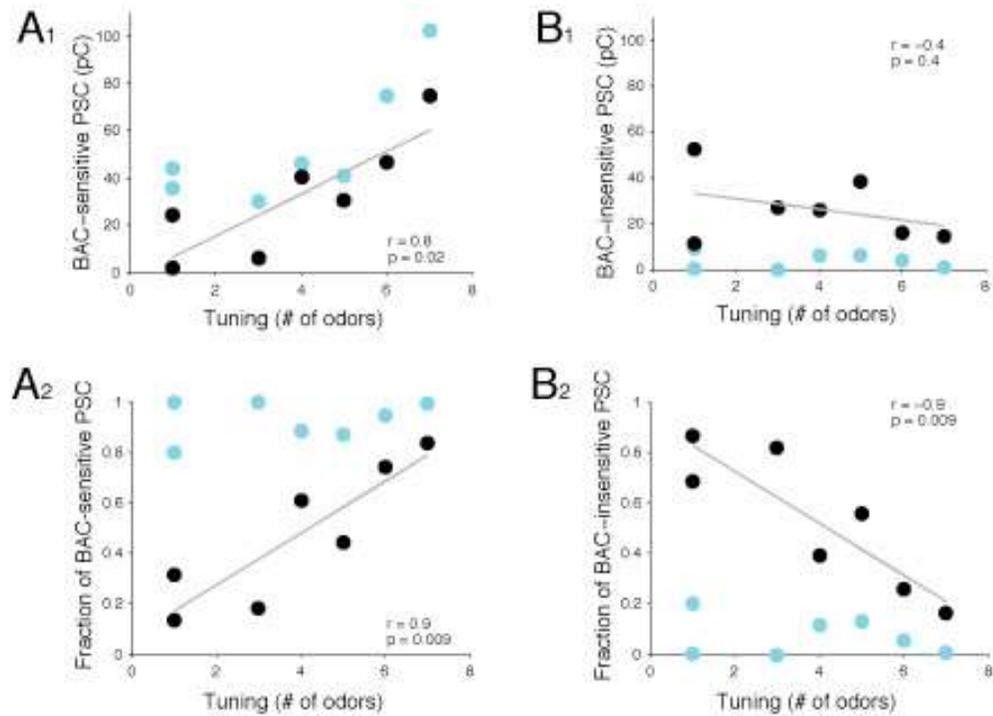 A1
BAC-sensitive PSC (pC)
100
80
60
40
20
0
0 2 4 6 8
r = 0.8
p = 0.02
Tuning (# of odors)
B1
BAC-insensitive PSC (pC)
100
80
60
40
20
0
0 2 4 6 8
r = -0.4
p = 0.4
Tuning (# of odors)
A2
Fraction of BAC-sensitive PSC
1
0.8
0.6
0.4
0.2
0
0 2 4 6 8
r = 0.9
p = 0.009
Tuning (# of odors)
B2
Fraction of BAC-insensitive PSC
1
0.8
0.6
0.4
0.2
0
0 2 4 6 8
r = -0.9
p = 0.009
Tuning (# of odors)